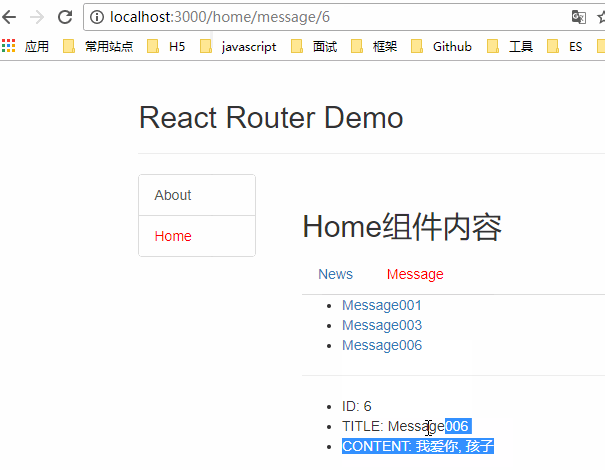 localhost:3000/home/message/6
应用 常用站点 H5 javascript 面试 框架 Github 工具 ES
React Router Demo
About
Home
Home组件内容
News Message
Message001
Message003
Message006
ID: 6
TITLE: Message006
CONTENT: 我爱你, 孩子